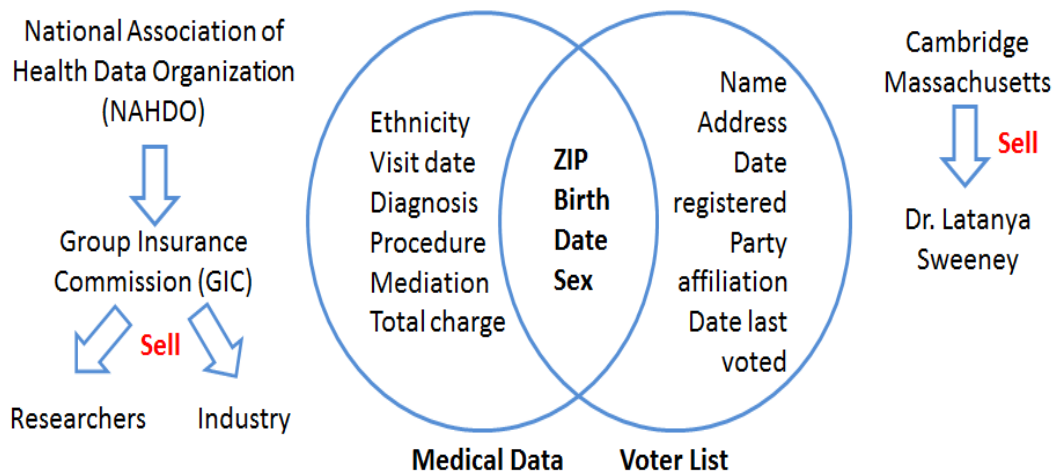 National Association of
Health Data Organization
(NAHDO)
Group Insurance
Commission (GIC)
Sell
Researchers
Industry
Ethnicity
Visit date
Diagnosis
Procedure
Mediation
Total charge
ZIP
Birth
Date
Sex
Name
Address
Date
registered
Party
affiliation
Date last
voted
Medical Data
Voter List
Cambridge
Massachusetts
Sell
Dr. Latanya
Sweeney